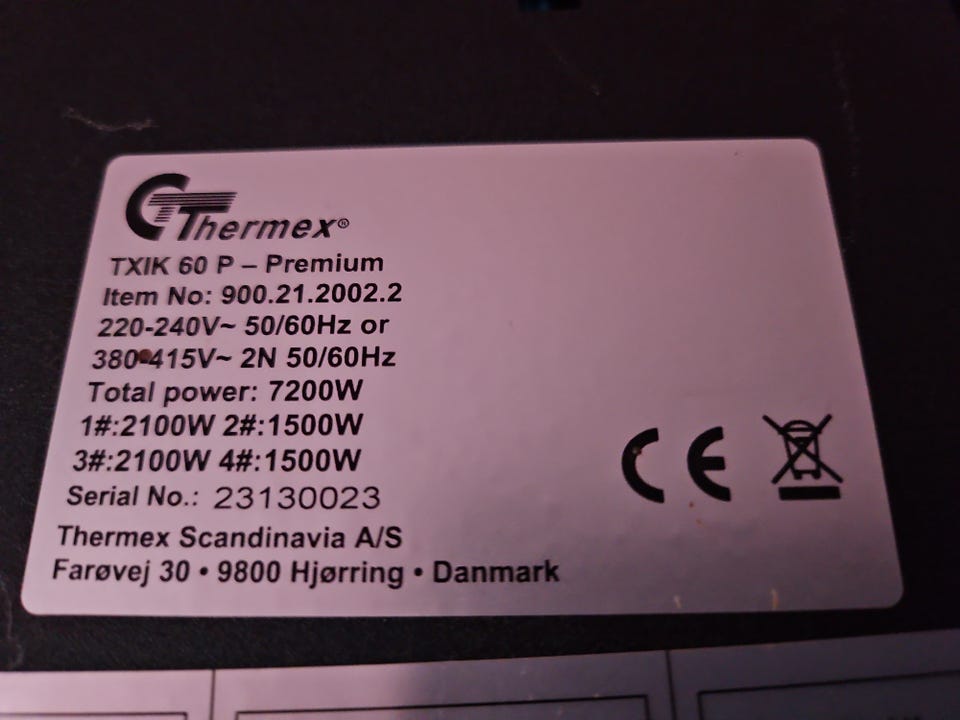 Thermex®
TXIK 60 P – Premium
Item No: 900.21.2002.2
220-240V~ 50/60Hz or
380-415V~ 2N 50/60Hz
Total power: 7200W
1#:2100W 2#:1500W
3#:2100W 4#:1500W
Serial No.: 23130023
CE
Thermex Scandinavia A/S
Farøvej 30 • 9800 Hjørring • Danmark